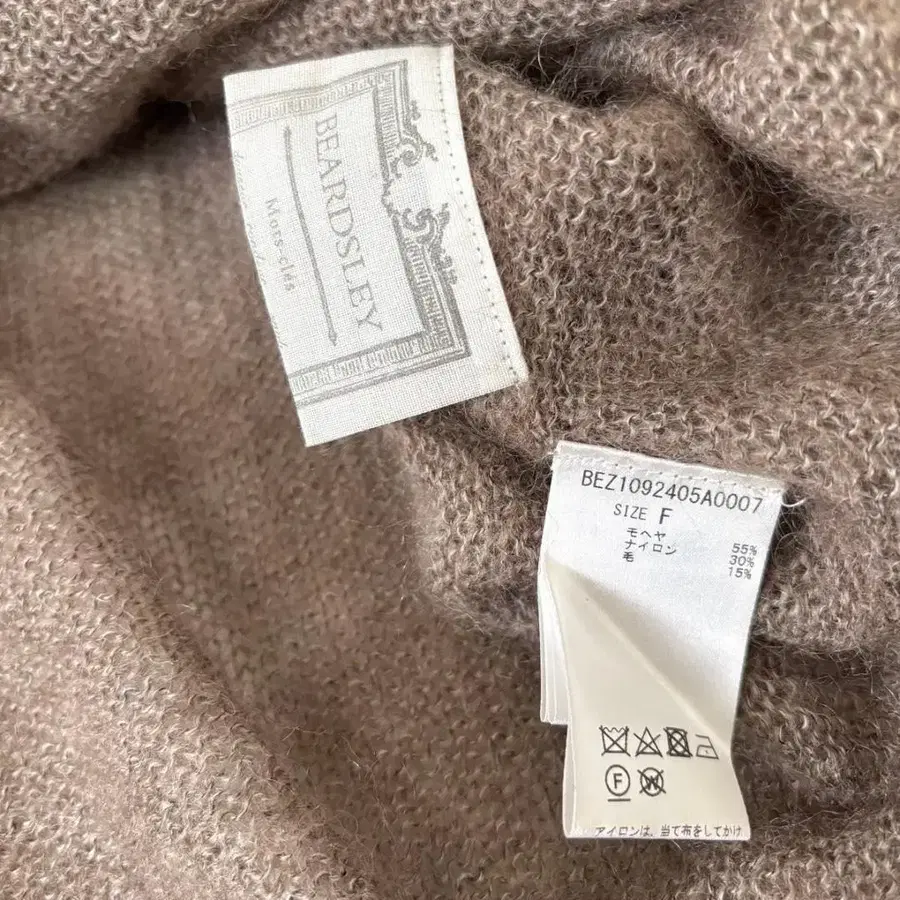 BEARDSLEY
Mors-clés
BEZ1092405A0007
SIZE F
モヘヤ 55%
ナイロン 30%
毛 15%
F
W
アイロンは、当て布をしてかけ